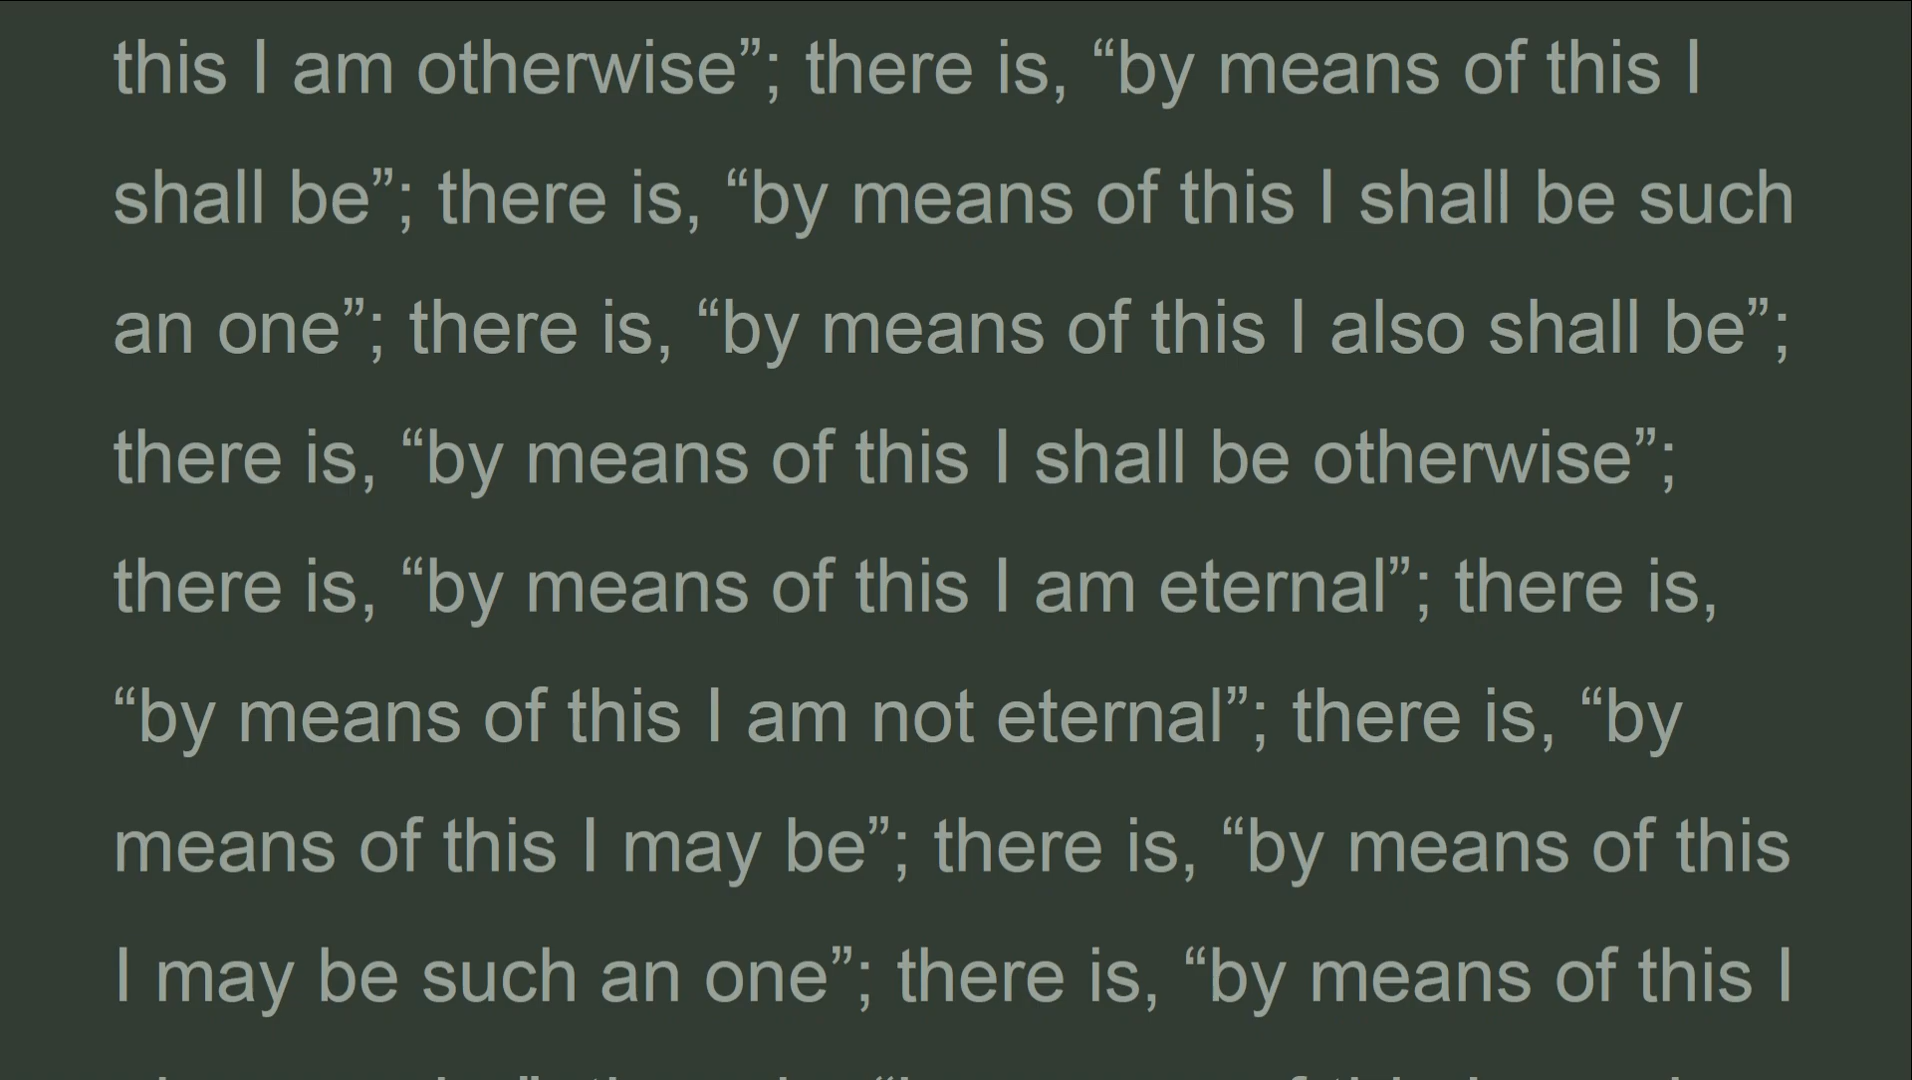 this I am otherwise”; there is, “by means of this I
shall be”; there is, “by means of this I shall be such
an one”; there is, “by means of this I also shall be”;
there is, “by means of this I shall be otherwise”;
there is, “by means of this I am eternal”; there is,
“by means of this I am not eternal”; there is, “by
means of this I may be”; there is, “by means of this
I may be such an one”; there is, “by means of this I